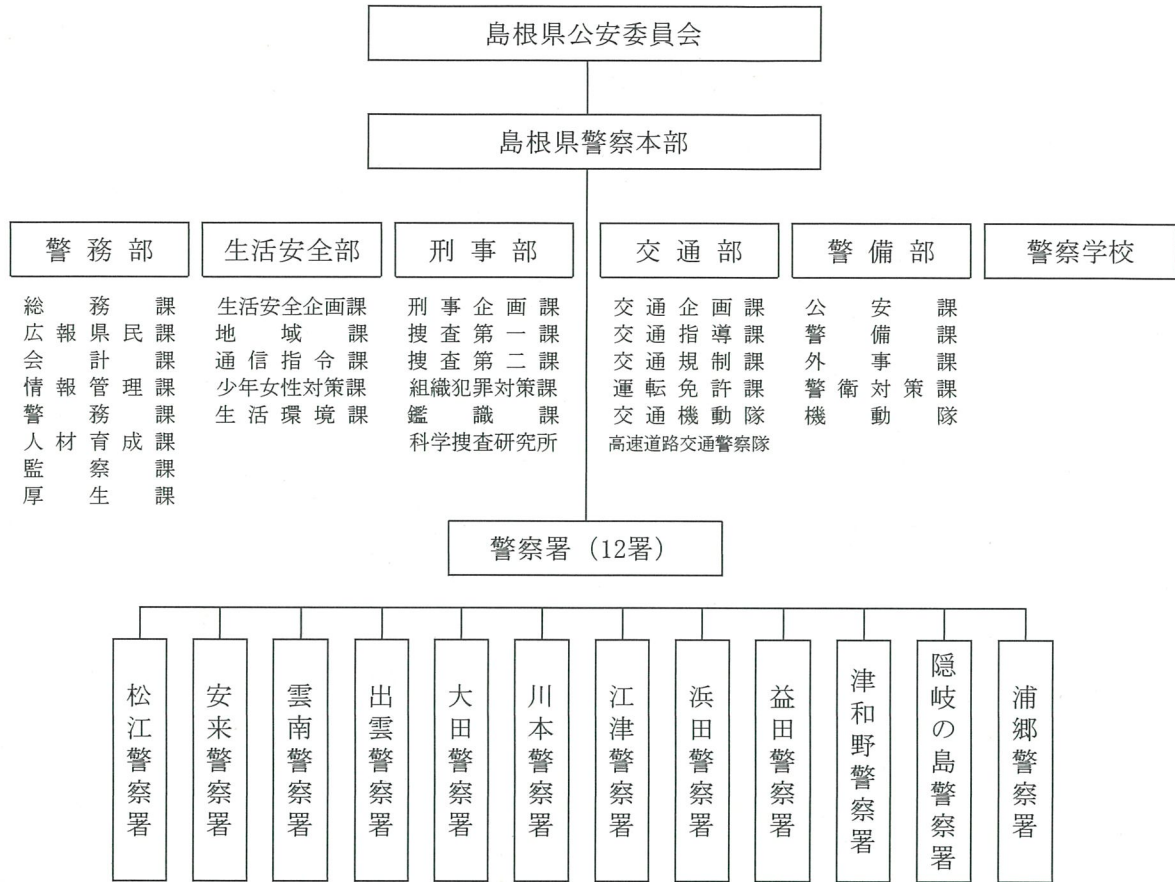 島根県公安委員会
島根県警察本部
警務部
総務課
広報県民課
会計課
情報管理課
警務課
人材育成課
監察課
厚生課
生活安全部
生活安全企画課
地域課
通信指令課
少年女性対策課
生活環境課
刑事部
刑事企画課
捜査第一課
捜査第二課
組織犯罪対策課
鑑識課
科学捜査研究所
交通部
交通企画課
交通指導課
交通規制課
運転免許課
交通機動隊
高速道路交通警察隊
警備部
公安課
警備課
外事課
警衛対策課
機動隊
警察学校
警察署（12署）
松江警察署
安来警察署
雲南警察署
出雲警察署
大田警察署
川本警察署
江津警察署
浜田警察署
益田警察署
津和野警察署
隠岐の島警察署
浦郷警察署